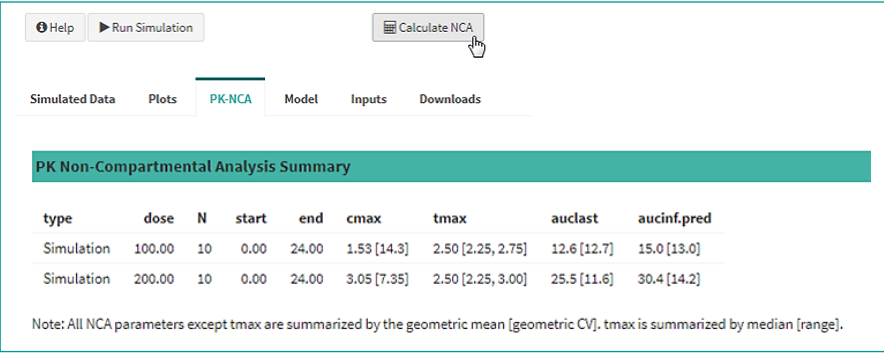 Help Run Simulation Calculate NCA
Simulated Data Plots PK-NCA Model Inputs Downloads
PK Non-Compartmental Analysis Summary
type dose N start end cmax tmax auclast aucinf.pred
Simulation 100.00 10 0.00 24.00 1.53 [14.3] 2.50 [2.25, 2.75] 12.6 [12.7] 15.0 [13.0]
Simulation 200.00 10 0.00 24.00 3.05 [7.35] 2.50 [2.25, 3.00] 25.5 [11.6] 30.4 [14.2]
Note: All NCA parameters except tmax are summarized by the geometric mean [geometric CV]. tmax is summarized by median [range].